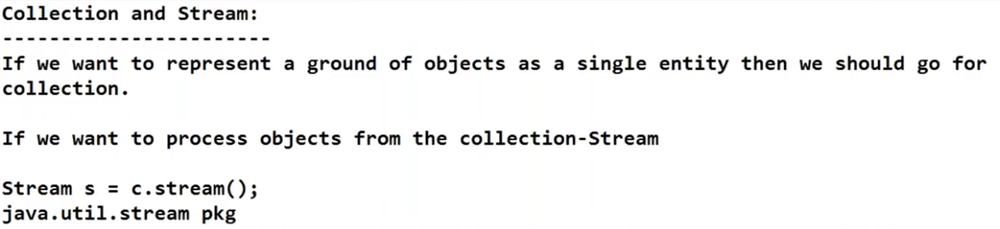 Collection and Stream:
-----------------------
If we want to represent a ground of objects as a single entity then we should go for
collection.
If we want to process objects from the collection-Stream
Stream s = c.stream();
java.util.stream pkg